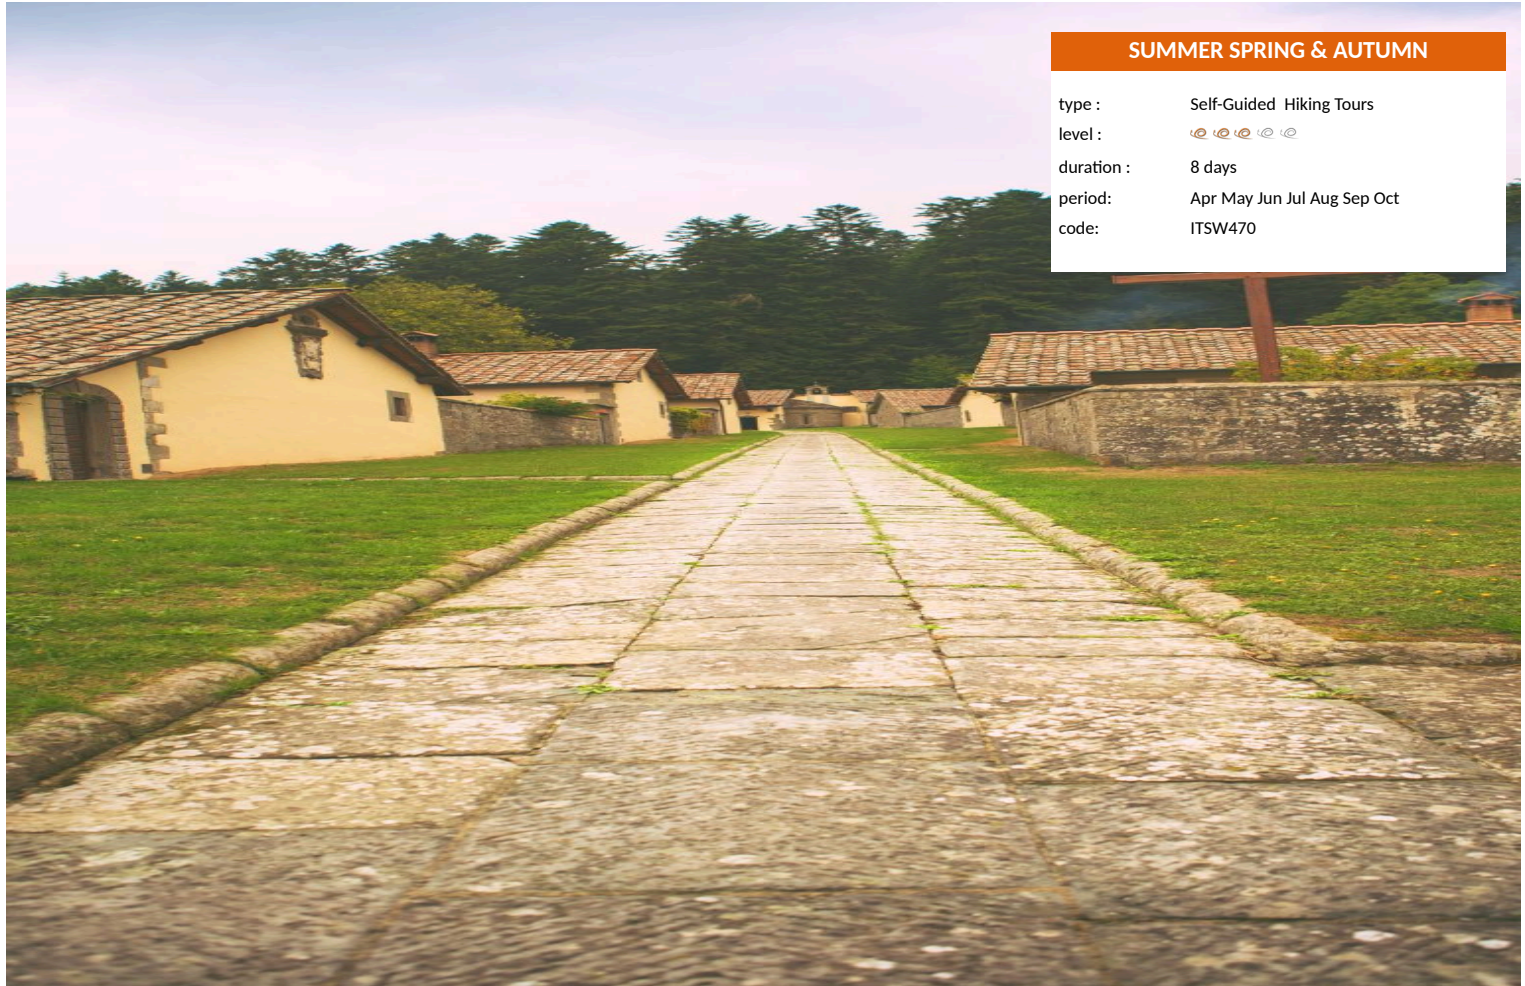 SUMMER SPRING & AUTUMN
type : Self-Guided Hiking Tours
level :
duration : 8 days
period: Apr May Jun Jul Aug Sep Oct
code: ITSW470